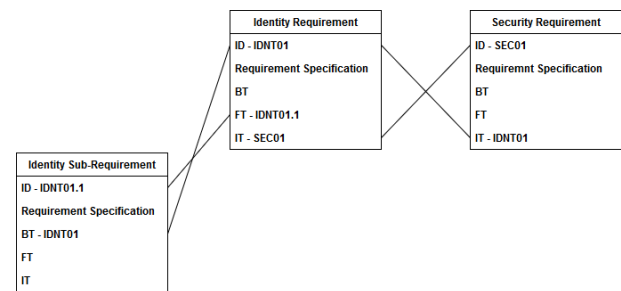 Identity Requirement
ID - IDNT01
Requirement Specification
BT
FT - IDNT01.1
IT - SEC01
Security Requirement
ID - SEC01
Requiremnt Specification
BT
FT
IT - IDNT01
Identity Sub-Requirement
ID - IDNT01.1
Requirement Specification
BT - IDNT01
FT
IT